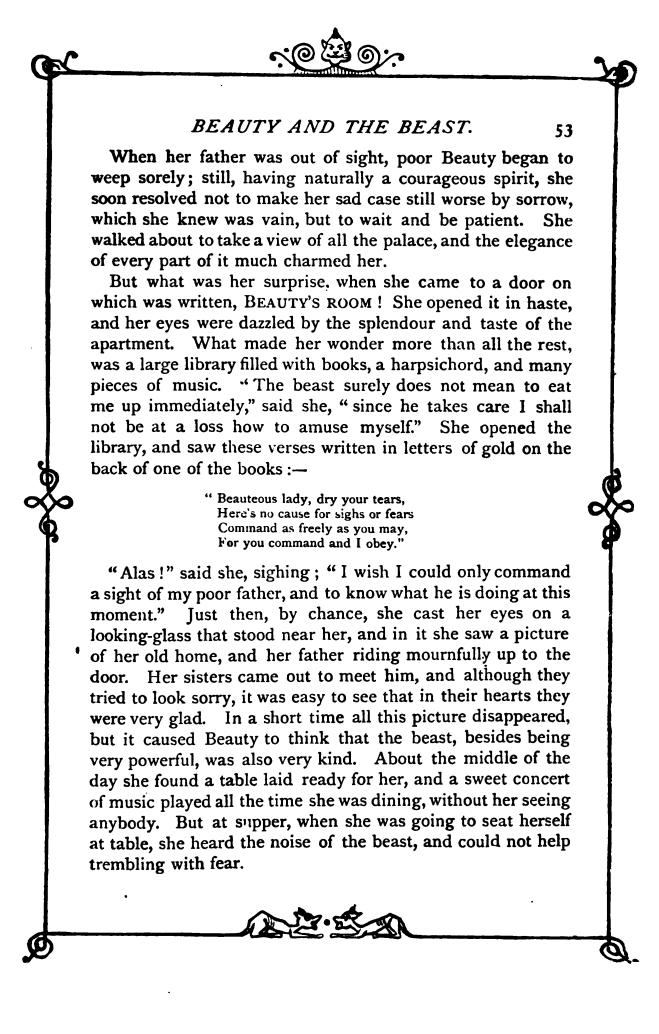 BEAUTY AND THE BEAST. 53
When her father was out of sight, poor Beauty began to
weep sorely; still, having naturally a courageous spirit, she
soon resolved not to make her sad case still worse by sorrow,
which she knew was vain, but to wait and be patient. She
walked about to take a view of all the palace, and the elegance
of every part of it much charmed her.
But what was her surprise, when she came to a door on
which was written, BEAUTY'S ROOM! She opened it in haste,
and her eyes were dazzled by the splendour and taste of the
apartment. What made her wonder more than all the rest,
was a large library filled with books, a harpsichord, and many
pieces of music. "The beast surely does not mean to eat
me up immediately," said she, "since he takes care I shall
not be at a loss how to amuse myself." She opened the
library, and saw these verses written in letters of gold on the
back of one of the books:—
"Beauteous lady, dry your tears,
Here's no cause for sighs or fears
Command as freely as you may,
For you command and I obey."
"Alas!" said she, sighing; "I wish I could only command
a sight of my poor father, and to know what he is doing at this
moment." Just then, by chance, she cast her eyes on a
looking-glass that stood near her, and in it she saw a picture
of her old home, and her father riding mournfully up to the
door. Her sisters came out to meet him, and although they
tried to look sorry, it was easy to see that in their hearts they
were very glad. In a short time all this picture disappeared,
but it caused Beauty to think that the beast, besides being
very powerful, was also very kind. About the middle of the
day she found a table laid ready for her, and a sweet concert
of music played all the time she was dining, without her seeing
anybody. But at supper, when she was going to seat herself
at table, she heard the noise of the beast, and could not help
trembling with fear.